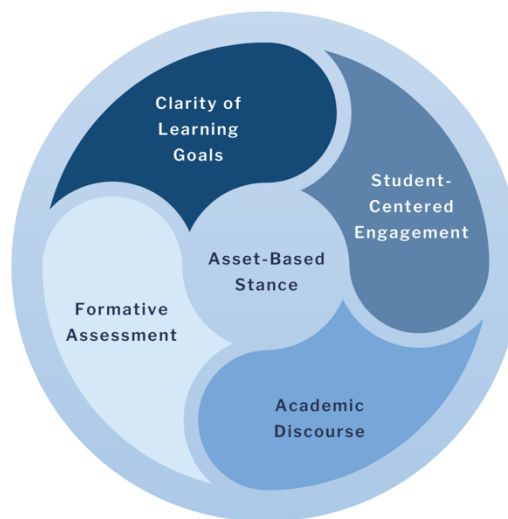 Clarity of
Learning
Goals
Student-
Centered
Engagement
Asset-Based
Stance
Formative
Assessment
Academic
Discourse